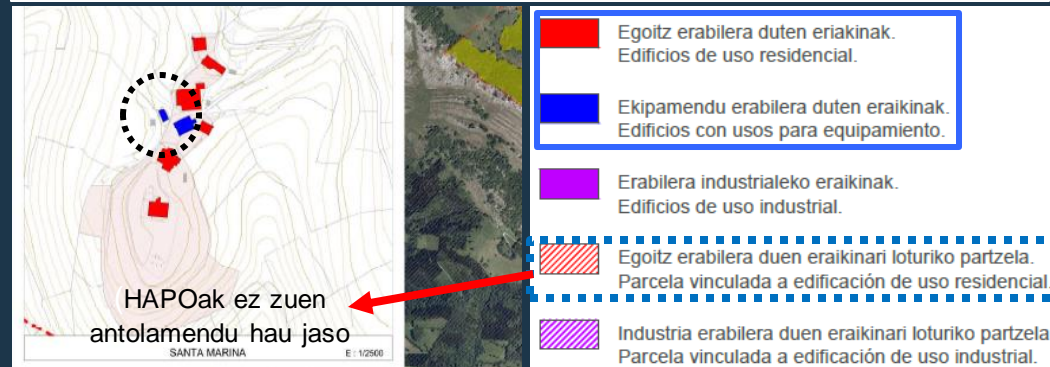 HAPOak ez zuen
antolamendu hau jaso
SANTA MARINA E : 1/2500
Egoitz erabilera duten eriakinak.
Edificios de uso residencial.
Ekipamendu erabilera duten eraikinak.
Edificios con usos para equipamiento.
Erabilera industrialeko eraikinak.
Edificios de uso industrial.
Egoitz erabilera duen eraikinari loturiko partzela.
Parcela vinculada a edificación de uso residencial.
Industria erabilera duen eraikinari loturiko partzela
Parcela vinculada a edificación de uso industrial.